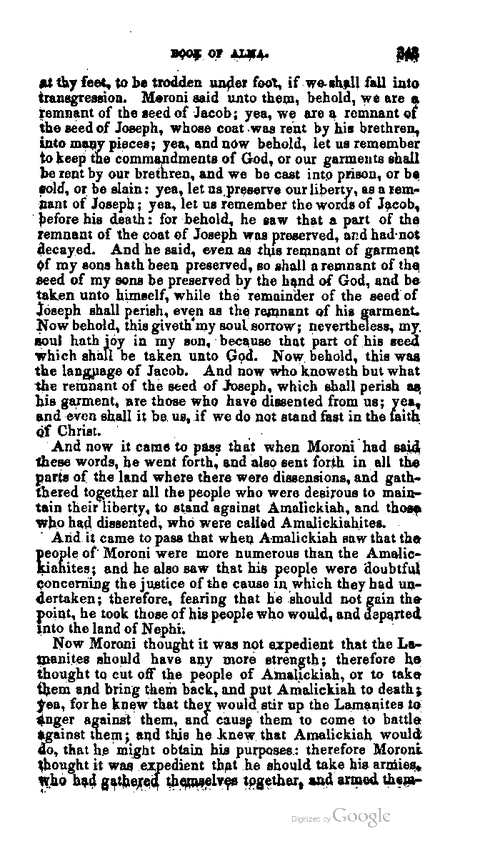 BOOK OF ALMA. 343
at thy feet, to be trodden under foot, if we shall fall into
transgression. Moroni said unto them, behold, we are a
remnant of the seed of Jacob; yea, we are a remnant of
the seed of Joseph, whose coat was rent by his brethren,
into many pieces; yea, and now behold, let us remember
to keep the commandments of God, or our garments shall
be rent by our brethren, and we be cast into prison, or be
sold, or be slain: yea, let us preserve our liberty, as a rem-
nant of Joseph; yea, let us remember the words of Jacob,
before his death: for behold, he saw that a part of the
remnant of the coat of Joseph was preserved, and had not
decayed. And he said, even as this remnant of garment
of my sons hath been preserved, so shall a remnant of the
seed of my sons be preserved by the hand of God, and be
taken unto himself, while the remainder of the seed of
Joseph shall perish, even as the remnant of his garment.
Now behold, this giveth my soul sorrow; nevertheless, my
soul hath joy in my son, because that part of his seed
which shall be taken unto God. Now behold, this was
the language of Jacob. And now who knoweth but what
the remnant of the seed of Joseph, which shall perish as
his garment, are those who have dissented from us; yea,
and even shall it be us, if we do not stand fast in the faith
of Christ.
And now it came to pass that when Moroni had said
these words, he went forth, and also sent forth in all the
parts of the land where there were dissensions, and gath-
thered together all the people who were desirous to main-
tain their liberty, to stand against Amalickiah, and those
who had dissented, who were called Amalickiahites.
And it came to pass that when Amalickiah saw that the
people of Moroni were more numerous than the Amalic-
kiahites; and he also saw that his people were doubtful
concerning the justice of the cause in which they had un-
dertaken; therefore, fearing that he should not gain the
point, he took those of his people who would, and departed
into the land of Nephi.
Now Moroni thought it was not expedient that the La-
manites should have any more strength; therefore he
thought to cut off the people of Amalickiah, or to take
them and bring them back, and put Amalickiah to death;
yea, for he knew that they would stir up the Lamanites to
anger against them, and cause them to come to battle
against them; and this he knew that Amalickiah would
do, that he might obtain his purposes: therefore Moroni
thought it was expedient that he should take his armies,
who had gathered themselves together, and armed them-
Digitized by Google